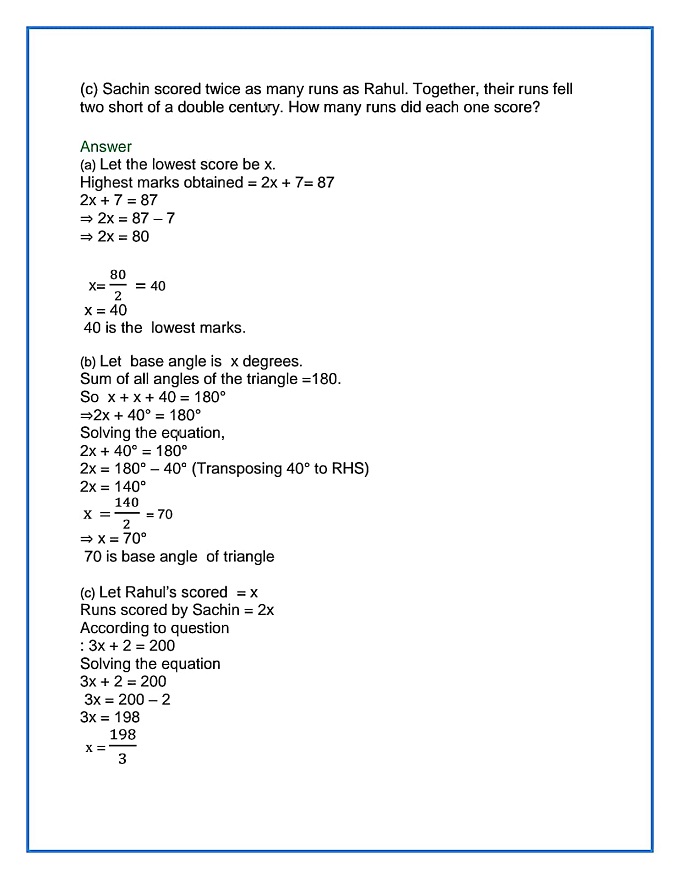 (c) Sachin scored twice as many runs as Rahul. Together, their runs fell
two short of a double century. How many runs did each one score?
Answer
(a) Let the lowest score be x.
Highest marks obtained = 2x + 7= 87
2x + 7 = 87
⇒ 2x = 87 – 7
⇒ 2x = 80
x= 80/2 = 40
x = 40
40 is the lowest marks.
(b) Let base angle is x degrees.
Sum of all angles of the triangle =180.
So x + x + 40 = 180°
⇒2x + 40° = 180°
Solving the equation,
2x + 40° = 180°
2x = 180° – 40° (Transposing 40° to RHS)
2x = 140°
x = 140/2 = 70
⇒ x = 70°
70 is base angle of triangle
(c) Let Rahul's scored = x
Runs scored by Sachin = 2x
According to question
: 3x + 2 = 200
Solving the equation
3x + 2 = 200
3x = 200 – 2
3x = 198
x = 198/3